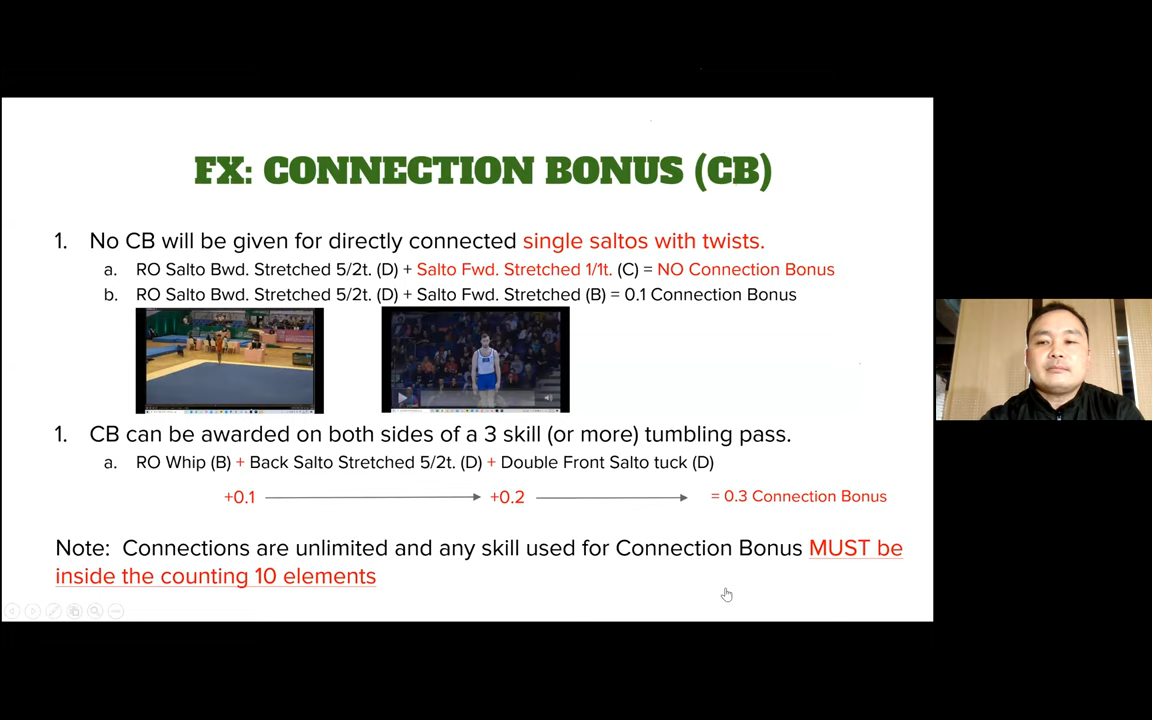 FX: CONNECTION BONUS (CB)
1. No CB will be given for directly connected single saltos with twists.
a. RO Salto Bwd. Stretched 5/2t. (D) + Salto Fwd. Stretched 1/1t. (C) = NO Connection Bonus
b. RO Salto Bwd. Stretched 5/2t. (D) + Salto Fwd. Stretched (B) = 0.1 Connection Bonus
1. CB can be awarded on both sides of a 3 skill (or more) tumbling pass.
a. RO Whip (B) + Back Salto Stretched 5/2t. (D) + Double Front Salto tuck (D)
+0.1 +0.2 = 0.3 Connection Bonus
Note: Connections are unlimited and any skill used for Connection Bonus MUST be
inside the counting 10 elements